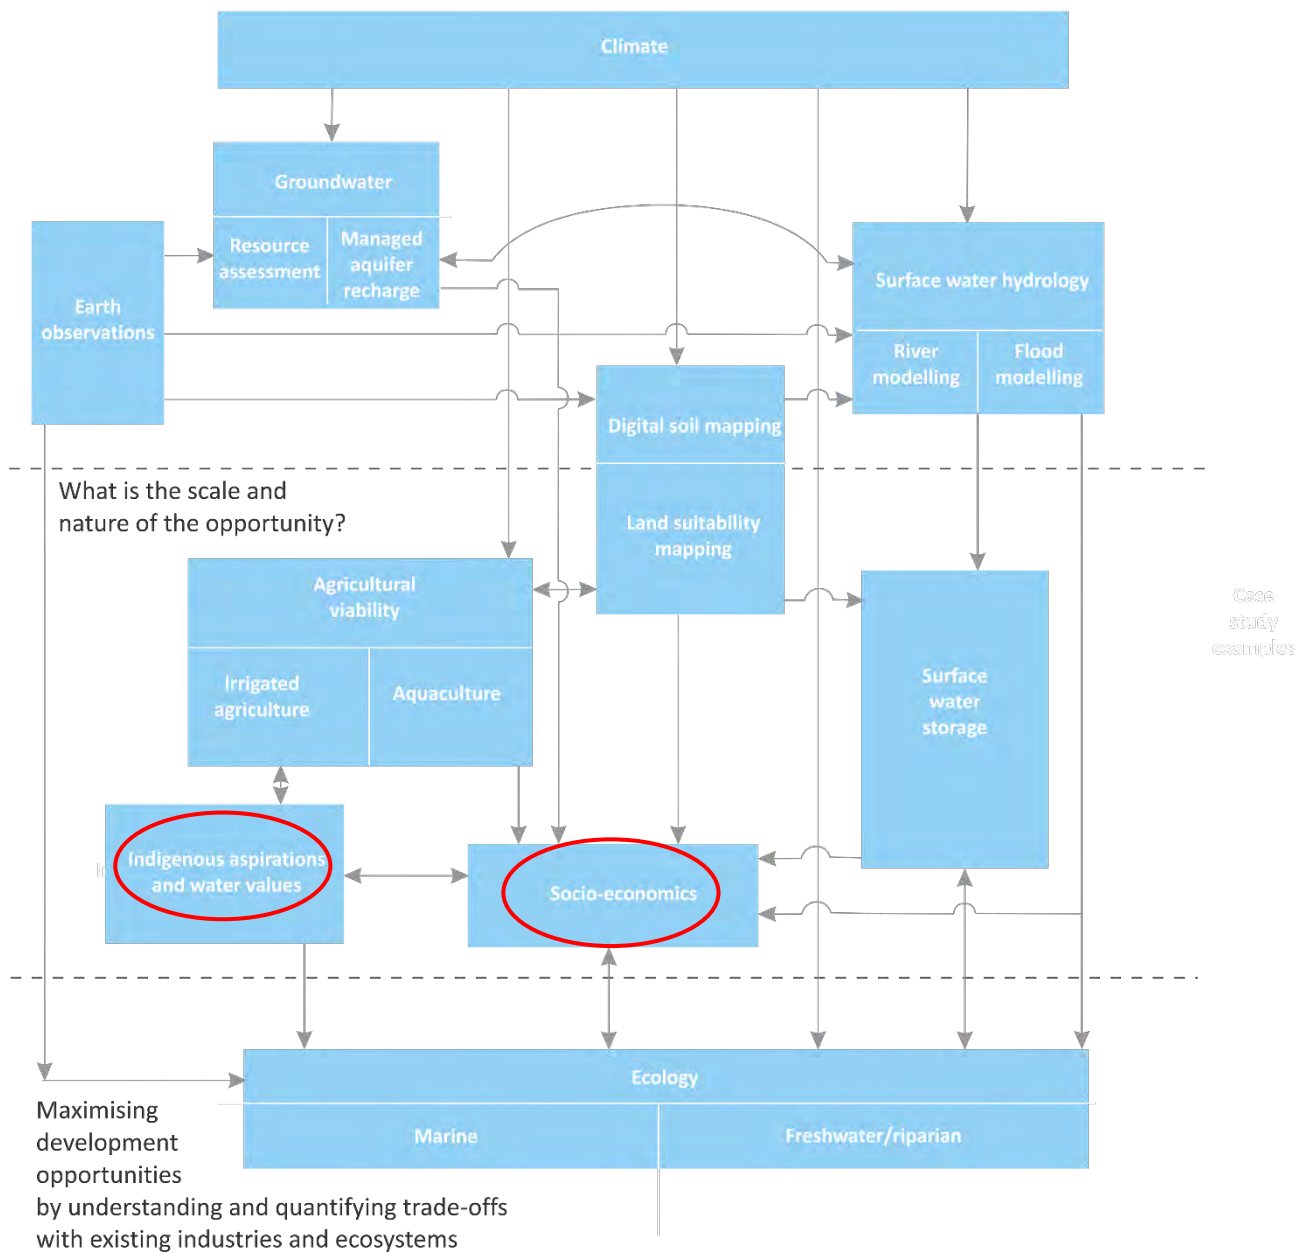 Climate
Groundwater
Resource
assessment
Managed
aquifer
recharge
Earth
observations
Surface water hydrology
River
modelling
Flood
modelling
Digital soil mapping
What is the scale and
nature of the opportunity?
Land suitability
mapping
Agricultural
viability
Irrigated
agriculture
Aquaculture
Case
study
examples
Surface
water
storage
Indigenous aspirations
and water values
Socio-economics
Ecology
Marine
Freshwater/riparian
Maximising
development
opportunities
by understanding and quantifying trade-offs
with existing industries and ecosystems